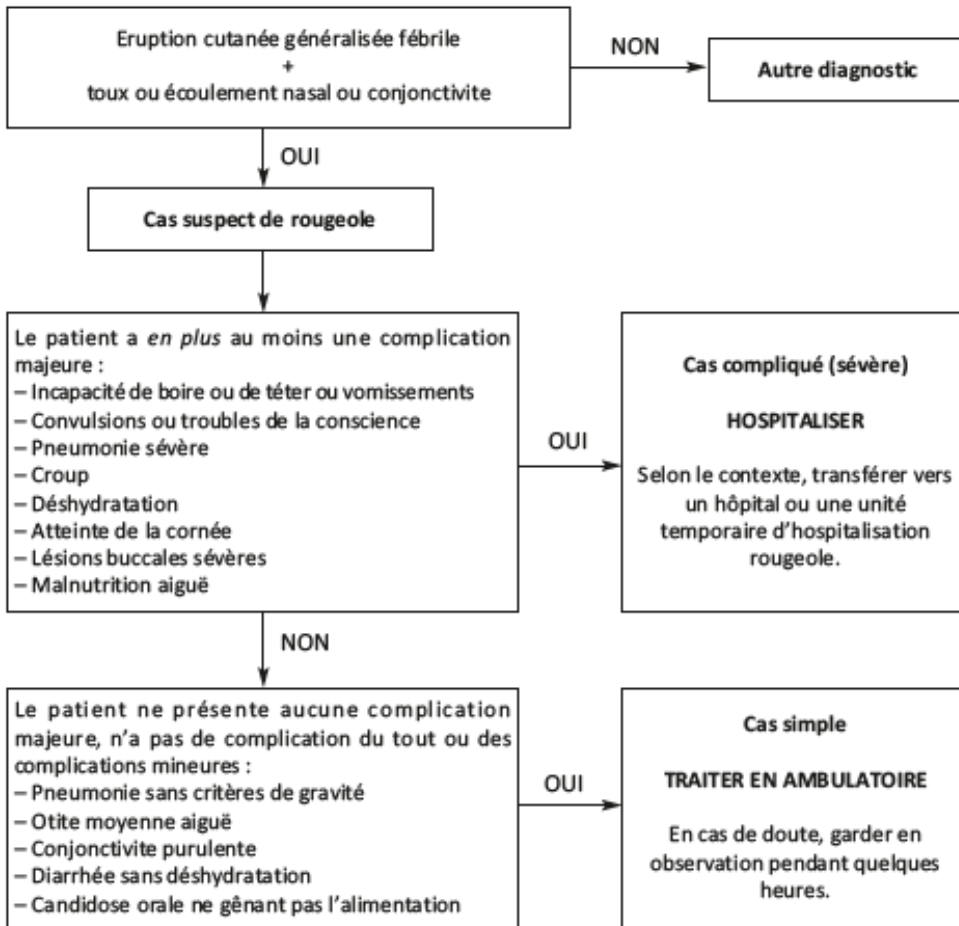 Eruption cutanée généralisée fébrile
+
toux ou écoulement nasal ou conjonctivite
NON
Autre diagnostic
OUI
Cas suspect de rougeole
Le patient a en plus au moins une complication
majeure :
– Incapacité de boire ou de téter ou vomissements
– Convulsions ou troubles de la conscience
– Pneumonie sévère
– Croup
– Déshydratation
– Atteinte de la cornée
– Lésions buccales sévères
– Malnutrition aiguë
OUI
Cas compliqué (sévère)
HOSPITALISER
Selon le contexte, transférer vers
un hôpital ou une unité
temporaire d’hospitalisation
rougeole.
NON
Le patient ne présente aucune complication
majeure, n’a pas de complication du tout ou des
complications mineures :
– Pneumonie sans critères de gravité
– Otite moyenne aiguë
– Conjonctivite purulente
– Diarrhée sans déshydratation
– Candidose orale ne gênant pas l’alimentation
OUI
Cas simple
TRAITER EN AMBULATOIRE
En cas de doute, garder en
observation pendant quelques
heures.